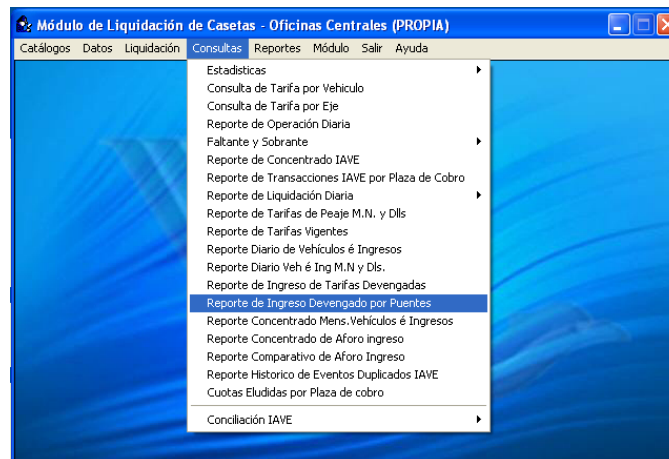 Módulo de Liquidación de Casetas - Oficinas Centrales (PROPIA)
Catálogos Datos Liquidación Consultas Reportes Módulo Salir Ayuda
Estadisticas
Consulta de Tarifa por Vehiculo
Consulta de Tarifa por Eje
Reporte de Operación Diaria
Faltante y Sobrante
Reporte de Concentrado IAVE
Reporte de Transacciones IAVE por Plaza de Cobro
Reporte de Liquidación Diaria
Reporte de Tarifas de Peaje M.N. y Dlls
Reporte de Tarifas Vigentes
Reporte Diario de Vehículos é Ingresos
Reporte Diario Veh é Ing M.N y Dls.
Reporte de Ingreso de Tarifas Devengadas
Reporte de Ingreso Devengado por Puentes
Reporte Concentrado Mens.Vehículos é Ingresos
Reporte Concentrado de Aforo ingreso
Reporte Comparativo de Aforo Ingreso
Reporte Historico de Eventos Duplicados IAVE
Cuotas Eludidas por Plaza de cobro
Conciliación IAVE